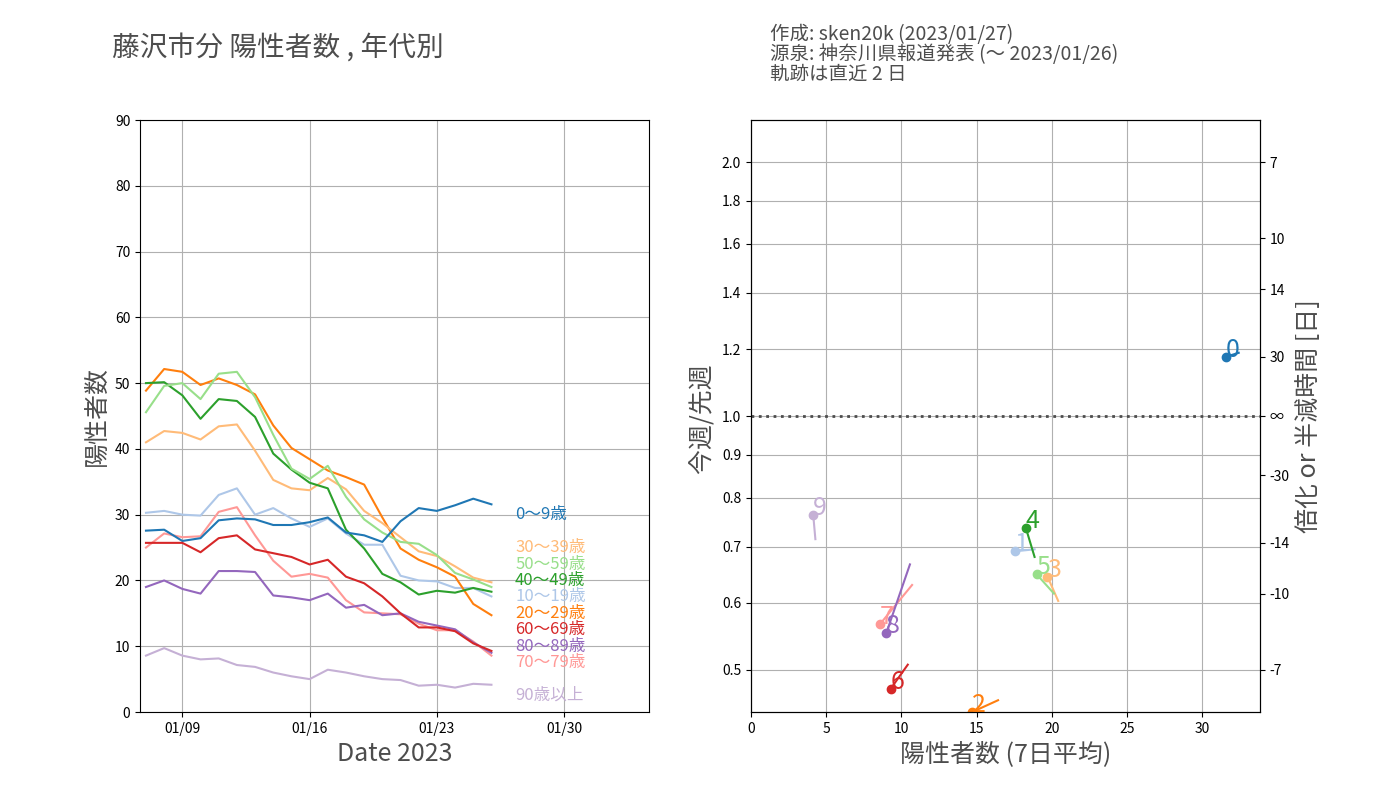 藤沢市分 陽性者数 , 年代別
作成: sken20k (2023/01/27)
源泉: 神奈川県報道発表 (〜 2023/01/26)
軌跡は直近 2 日
陽性者数
90
80
70
60
50
40
30
20
10
0
0〜9歳
30〜39歳
50〜59歳
40〜49歳
10〜19歳
20〜29歳
60〜69歳
80〜89歳
70〜79歳
90歳以上
01/09
01/16
01/23
01/30
Date 2023
今週/先週
2.0
1.8
1.6
1.4
1.2
1.0
0.9
0.8
0.7
0.6
0.5
0
9
4
1
5
3
7
8
6
2
7
10
14
30
∞
-30
-14
-10
-7
倍化 or 半減時間 [日]
0
5
10
15
20
25
30
陽性者数 (7日平均)